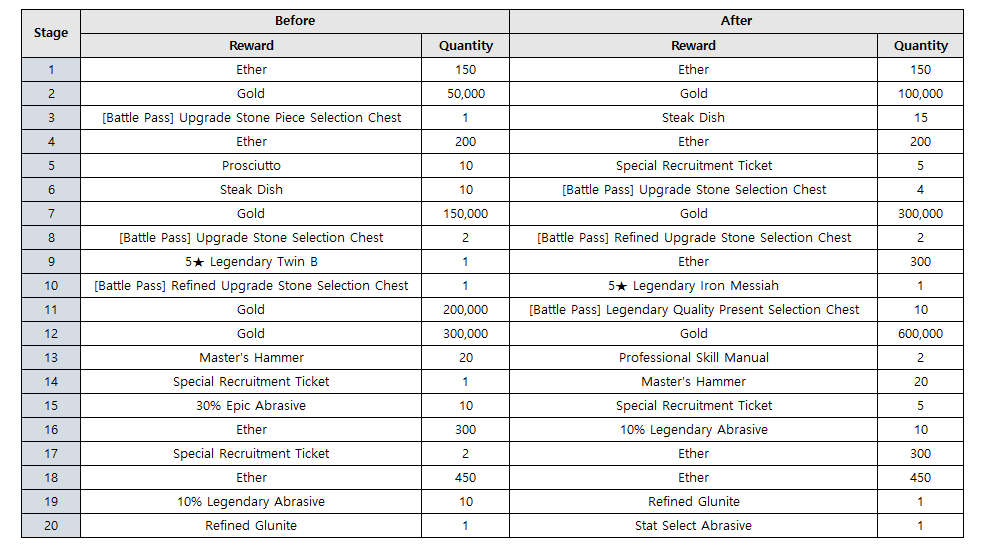 Stage Before After
Reward Quantity Reward Quantity
1 Ether 150 Ether 150
2 Gold 50,000 Gold 100,000
3 [Battle Pass] Upgrade Stone Piece Selection Chest 1 Steak Dish 15
4 Ether 200 Ether 200
5 Prosciutto 10 Special Recruitment Ticket 5
6 Steak Dish 10 [Battle Pass] Upgrade Stone Selection Chest 4
7 Gold 150,000 Gold 300,000
8 [Battle Pass] Upgrade Stone Selection Chest 2 [Battle Pass] Refined Upgrade Stone Selection Chest 2
9 5★ Legendary Twin B 1 Ether 300
10 [Battle Pass] Refined Upgrade Stone Selection Chest 1 5★ Legendary Iron Messiah 1
11 Gold 200,000 [Battle Pass] Legendary Quality Present Selection Chest 10
12 Gold 300,000 Gold 600,000
13 Master's Hammer 20 Professional Skill Manual 2
14 Special Recruitment Ticket 1 Master's Hammer 20
15 30% Epic Abrasive 10 Special Recruitment Ticket 5
16 Ether 300 10% Legendary Abrasive 10
17 Special Recruitment Ticket 2 Ether 300
18 Ether 450 Ether 450
19 10% Legendary Abrasive 10 Refined Glunite 1
20 Refined Glunite 1 Stat Select Abrasive 1